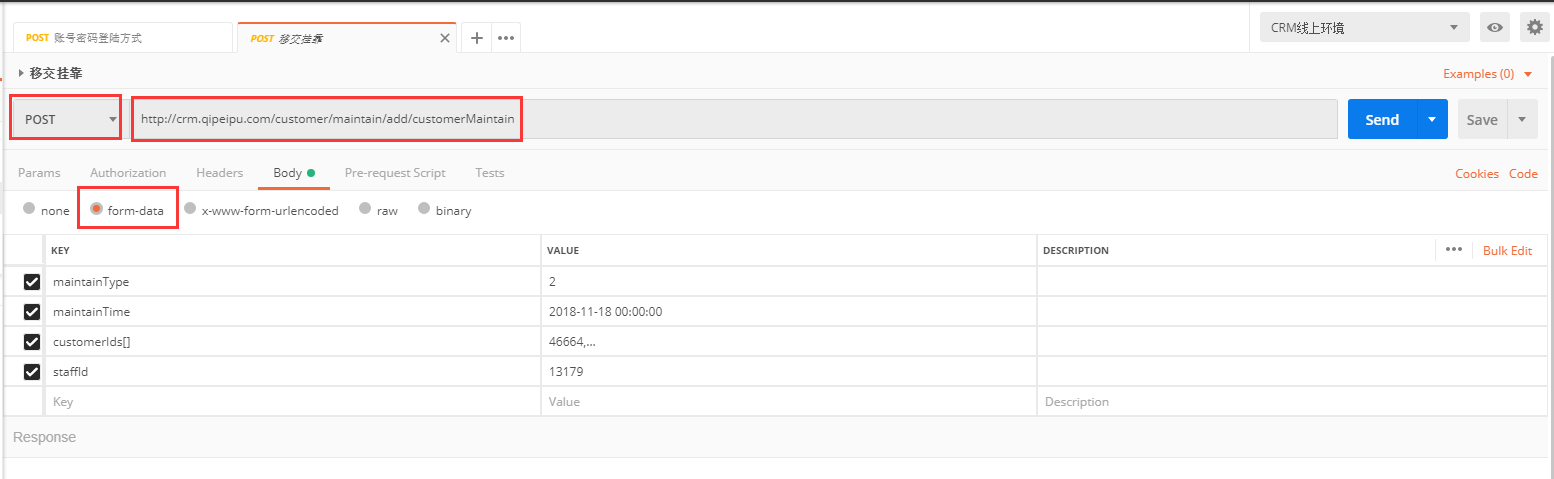 POST 账号密码登陆方式
POST 移交挂靠
CRM线上环境
移交挂靠
Examples (0)
POST
http://crm.qipeipu.com/customer/maintain/add/customerMaintain
Send
Save
Params Authorization Headers Body Pre-request Script Tests
Cookies Code
none form-data x-www-form-urlencoded raw binary
KEY VALUE DESCRIPTION ••• Bulk Edit
maintainType 2
maintainTime 2018-11-18 00:00:00
customerIds[] 46664,...
staffId 13179
Key Value Description
Response